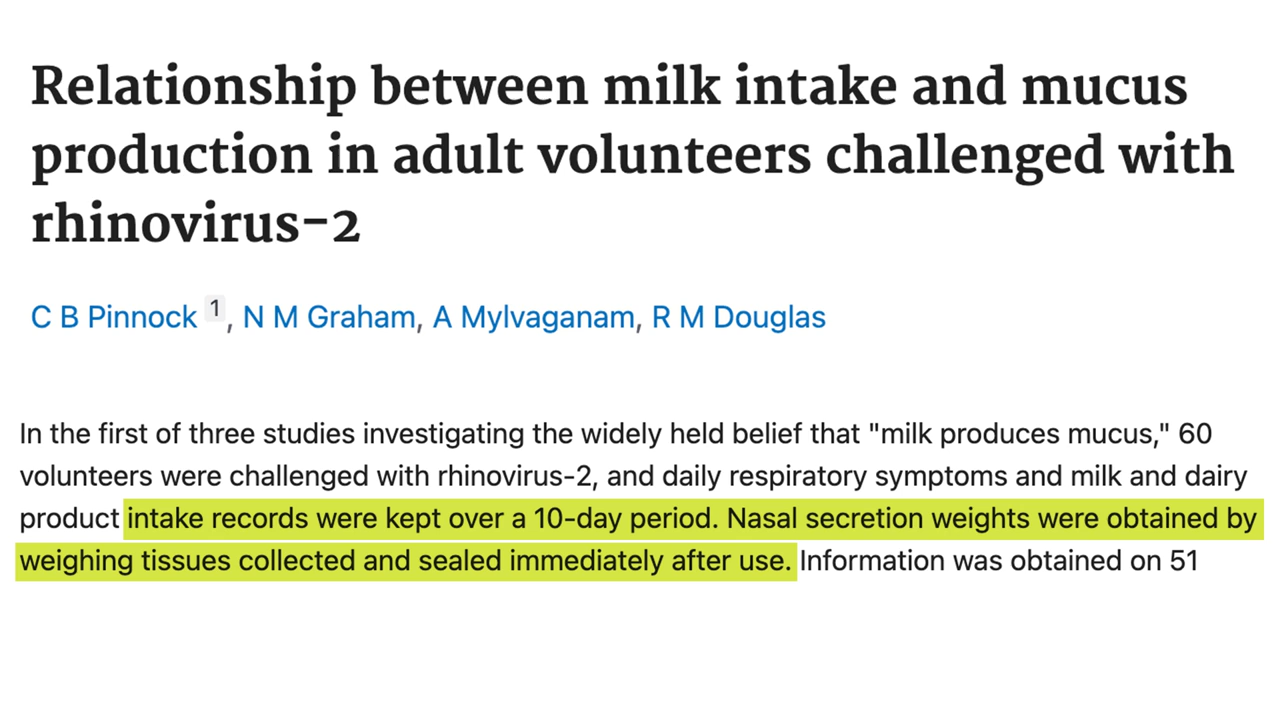 Relationship between milk intake and mucus
production in adult volunteers challenged with
rhinovirus-2
C B Pinnock 1, N M Graham, A Mylvaganam, R M Douglas
In the first of three studies investigating the widely held belief that "milk produces mucus," 60
volunteers were challenged with rhinovirus-2, and daily respiratory symptoms and milk and dairy
product intake records were kept over a 10-day period. Nasal secretion weights were obtained by
weighing tissues collected and sealed immediately after use. Information was obtained on 51